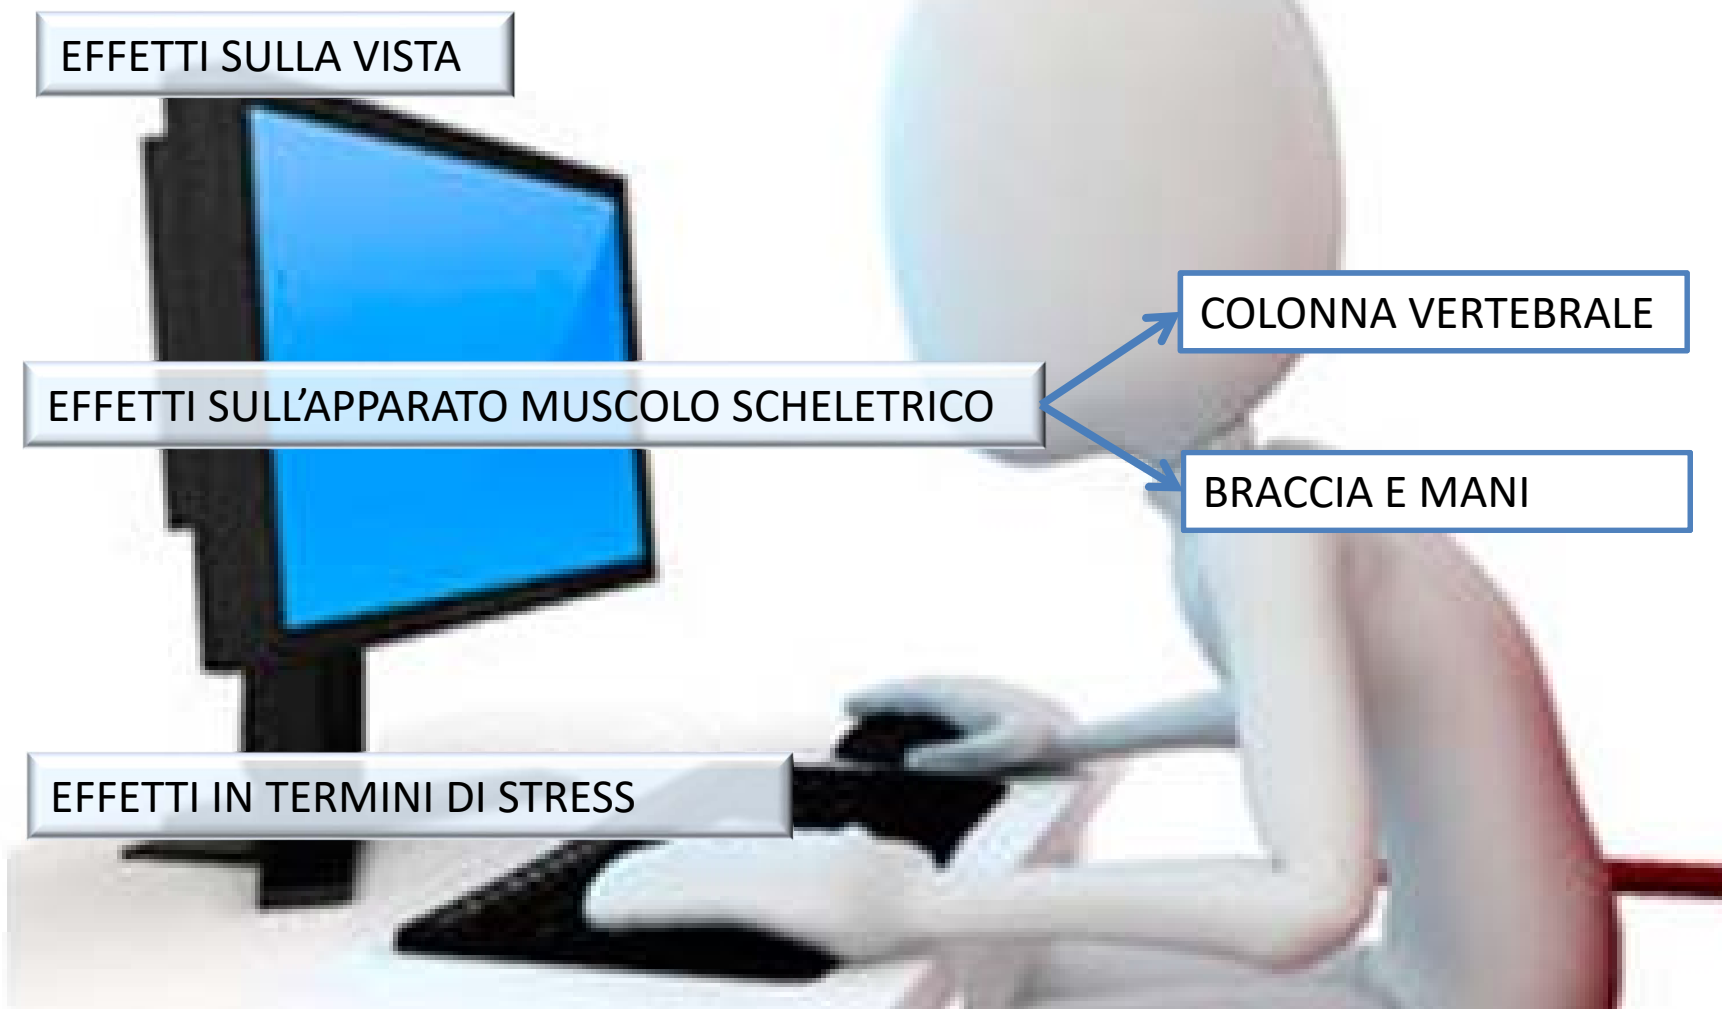 EFFETTI SULLA VISTA
EFFETTI SULL’APPARATO MUSCOLO SCHELETRICO
COLONNA VERTEBRALE
BRACCIA E MANI
EFFETTI IN TERMINI DI STRESS